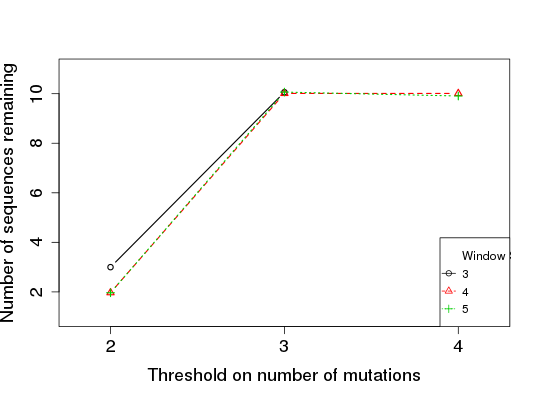 Number of sequences remaining
10
8
6
4
2
2 3 4
Threshold on number of mutations
Window
3
4
5